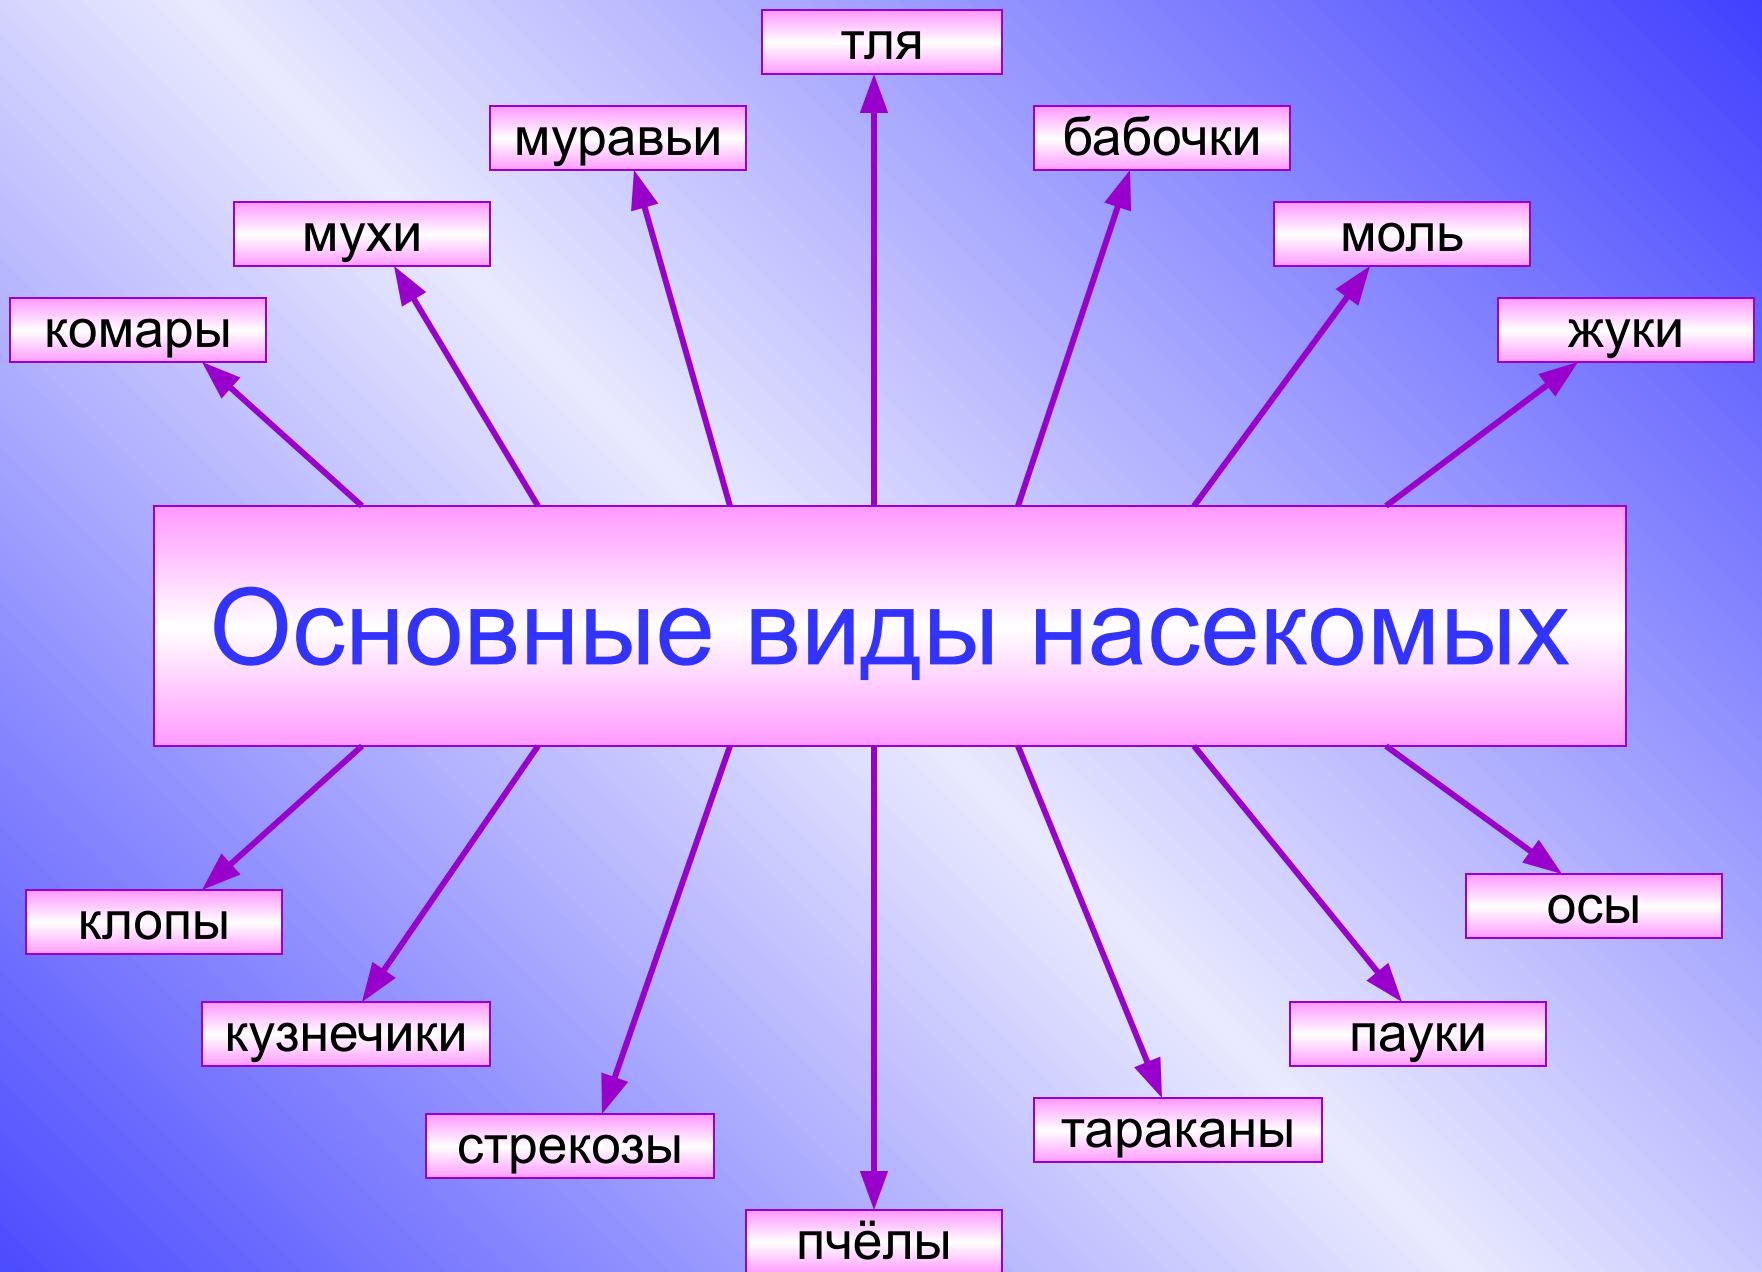 тля
муравьи
бабочки
мухи
моль
комары
жуки
Основные виды насекомых
клопы
осы
кузнечики
пауки
стрекозы
тараканы
пчёлы